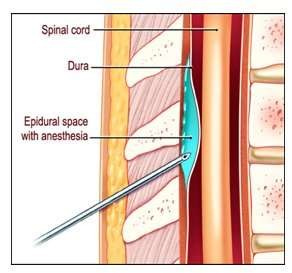 Spinal cord
Dura
Epidural space
with anesthesia